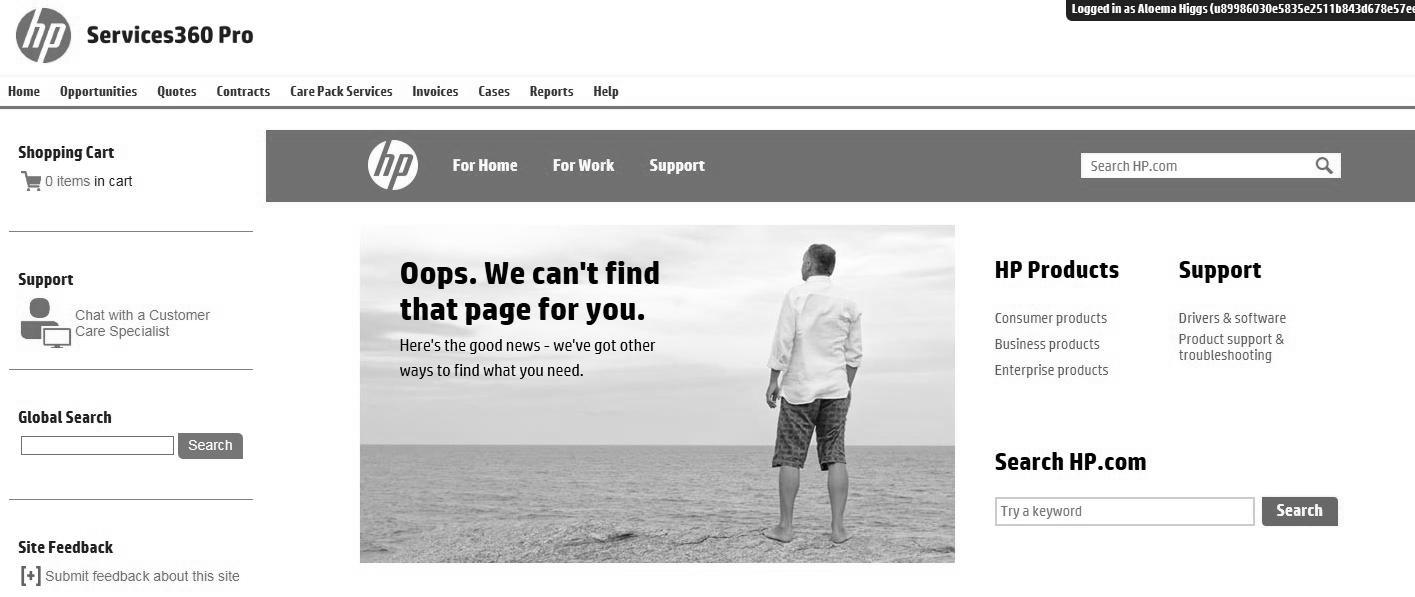 Logged in as Aloema Higgs (u89986030e5835e2511b843d678e57ee
hp Services360 Pro
Home Opportunities Quotes Contracts Care Pack Services Invoices Cases Reports Help
Shopping Cart
0 items in cart
Support
Chat with a Customer
Care Specialist
Global Search
Search
Site Feedback
[+] Submit feedback about this site
hp For Home For Work Support Search HP.com
Oops. We can't find
that page for you.
Here's the good news - we've got other
ways to find what you need.
HP Products
Consumer products
Business products
Enterprise products
Support
Drivers & software
Product support &
troubleshooting
Search HP.com
Try a keyword Search